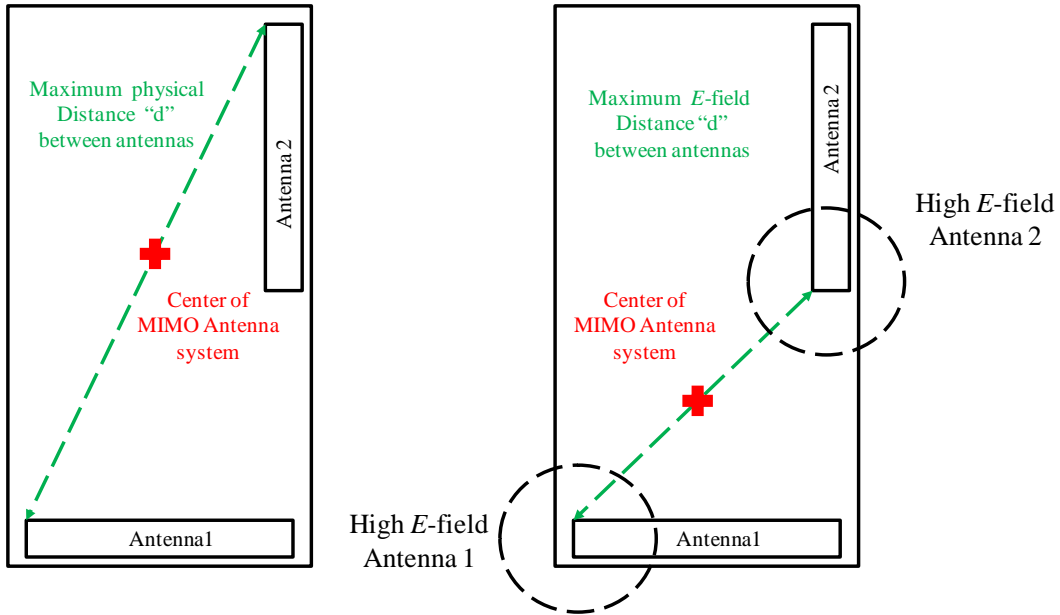 Maximum physical
Distance “d”
between antennas
Antenna 2
Center of
MIMO Antenna
system
Antenna1
Maximum E-field
Distance “d”
between antennas
Antenna 2
High E-field
Antenna 2
Center of
MIMO Antenna
system
High E-field
Antenna 1
Antenna1